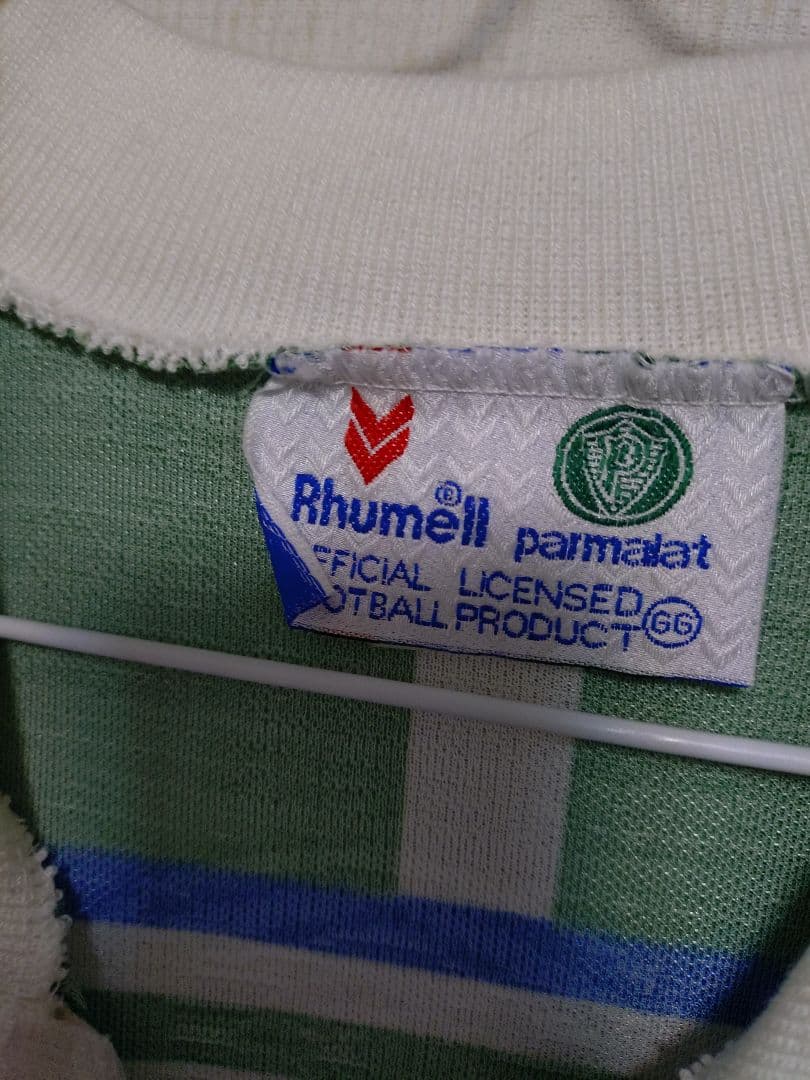 Rhumell®
parmalat
FFICIAL LICENSED
OTBALL PRODUCT GG